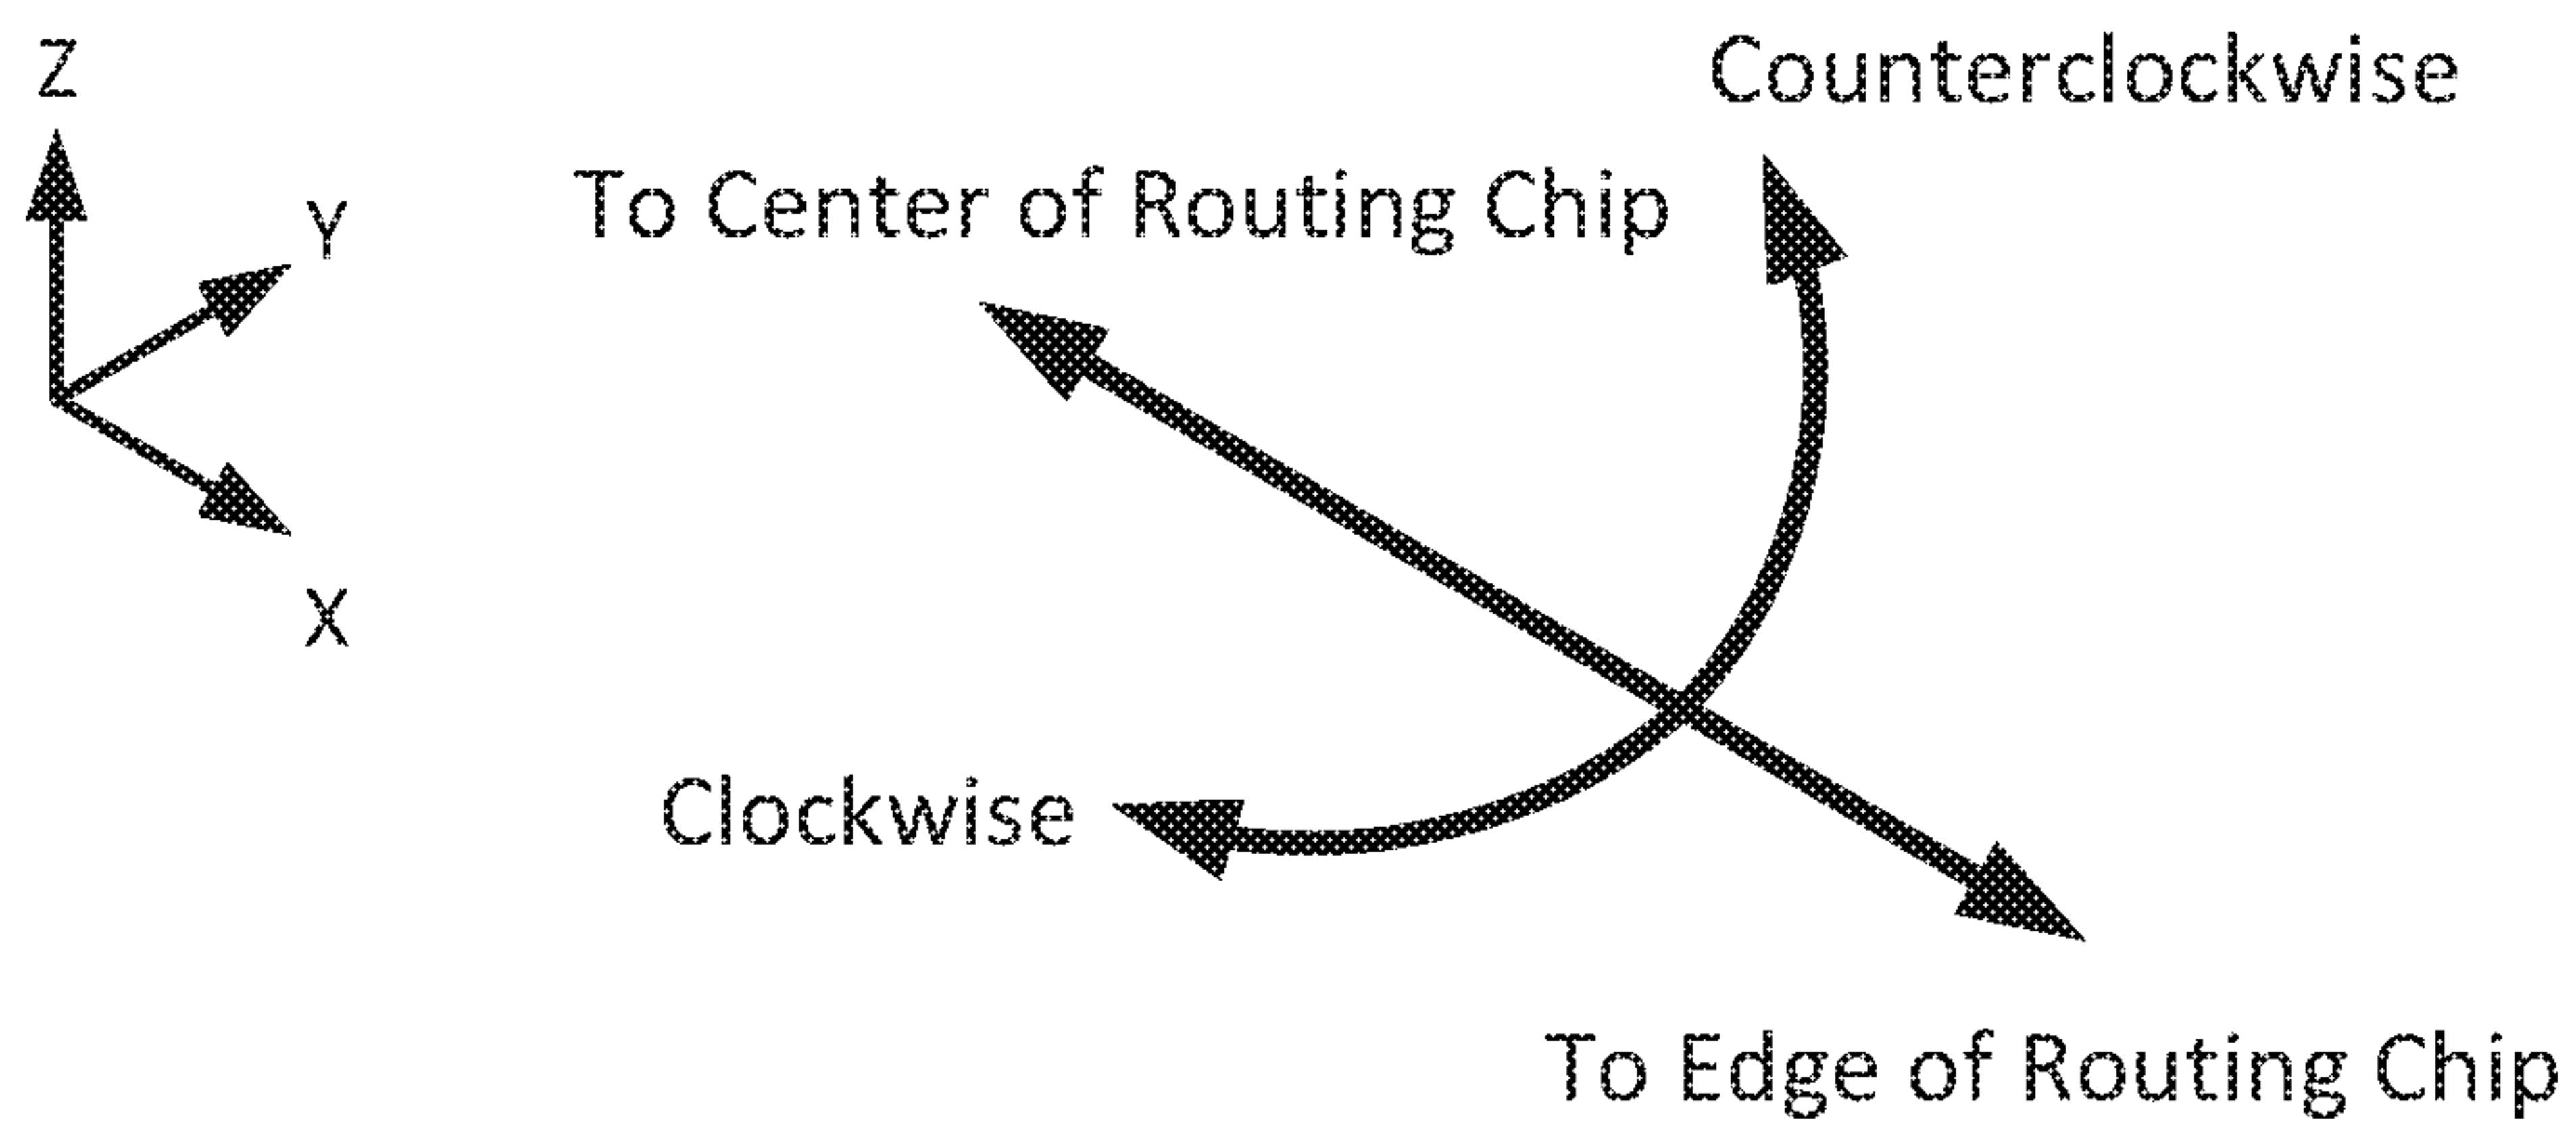 Z
Counterclockwise
To Center of Routing Chip
Y
X
Clockwise
To Edge of Routing Chip